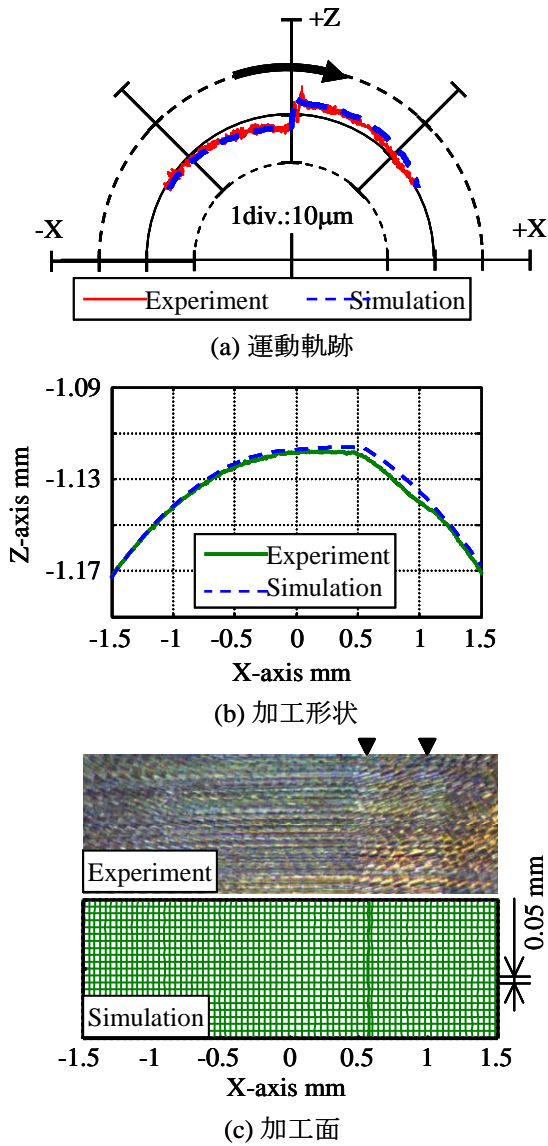 +Z
1div.:10μm
-X
+X
Experiment
Simulation
(a) 運動軌跡
-1.09
-1.13
-1.17
Z-axis mm
Experiment
Simulation
-1.5 -1 -0.5 0 0.5 1 1.5
X-axis mm
(b) 加工形状
Experiment
0.05 mm
Simulation
-1.5 -1 -0.5 0 0.5 1 1.5
X-axis mm
(c) 加工面